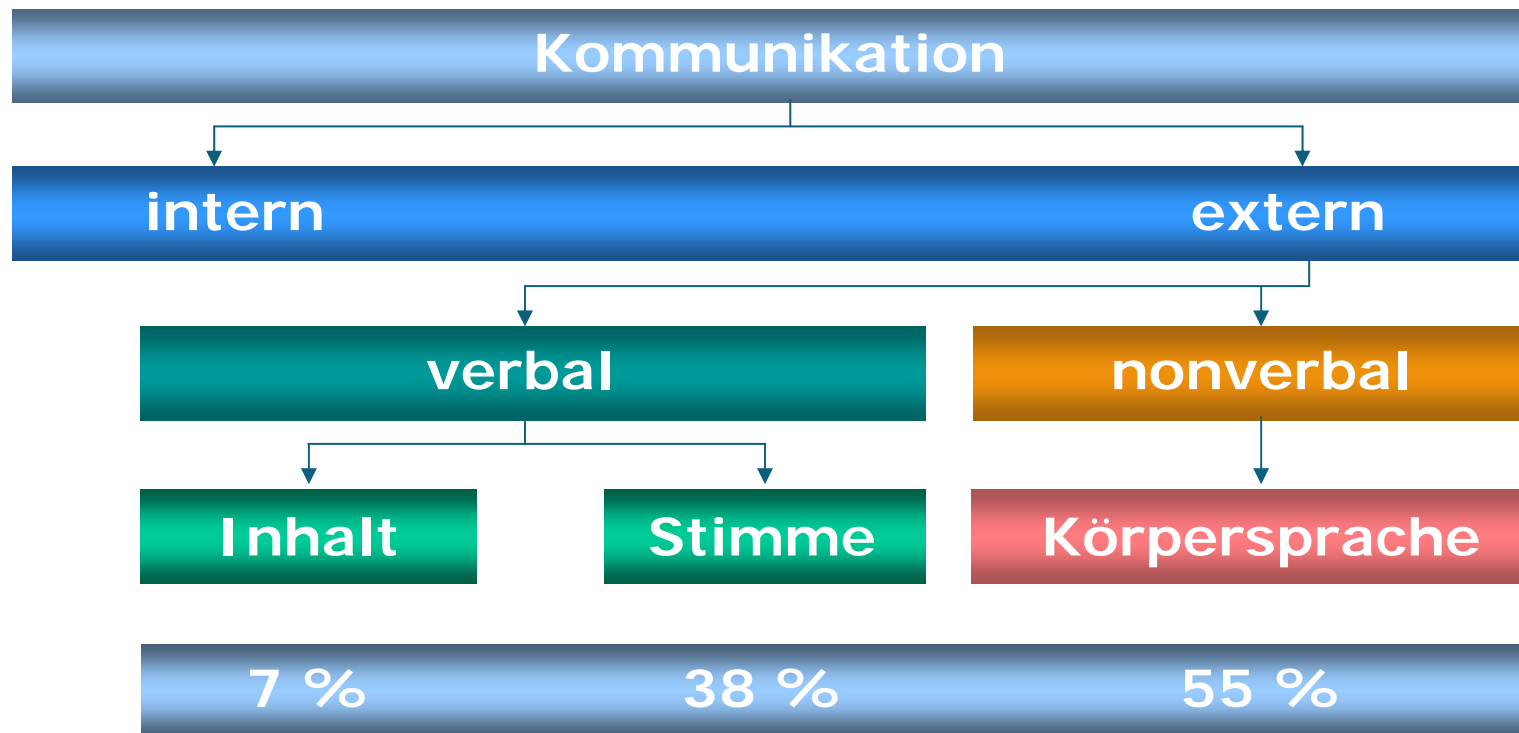 Kommunikation
intern extern
verbal nonverbal
Inhalt Stimme Körpersprache
7 % 38 % 55 %